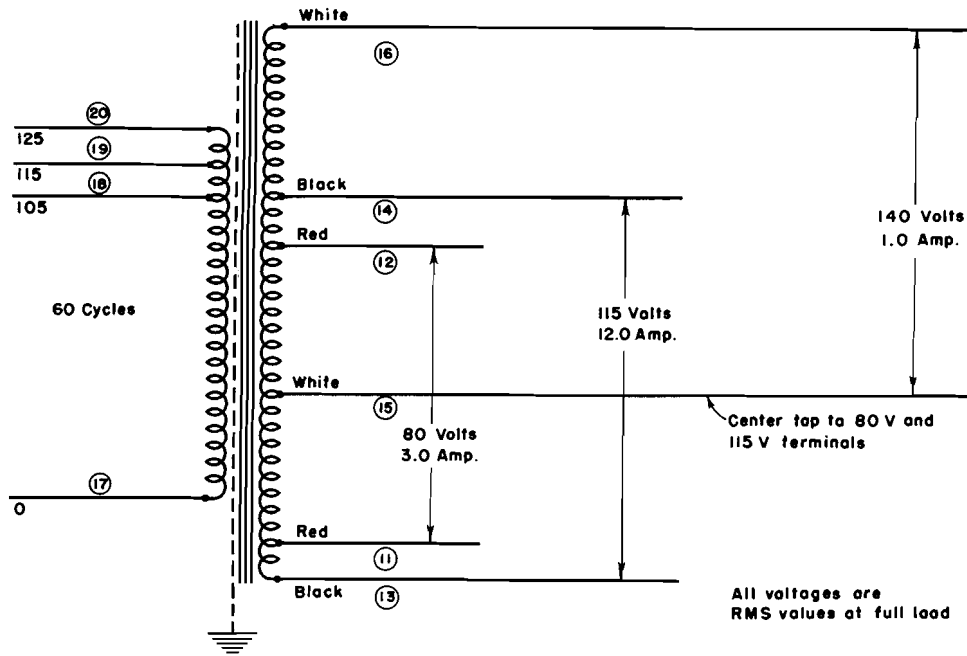 White
16
20
125
19
115
18
105
Black
14
Red
12
140 Volts
1.0 Amp.
60 Cycles
115 Volts
12.0 Amp.
White
15
Center tap to 80 V and
115 V terminals
80 Volts
3.0 Amp.
17
0
Red
11
Black
13
All voltages are
RMS values at full load